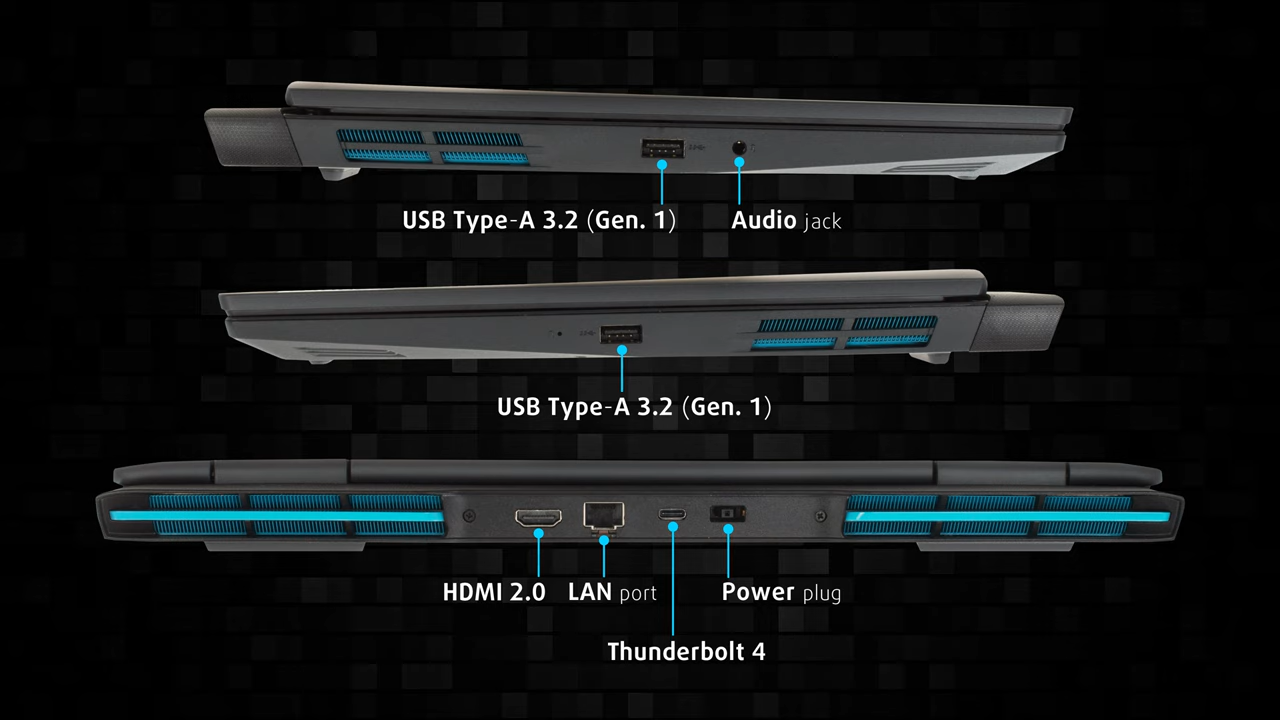 USB Type-A 3.2 (Gen. 1)
Audio jack
USB Type-A 3.2 (Gen. 1)
HDMI 2.0
LAN port
Power plug
Thunderbolt 4